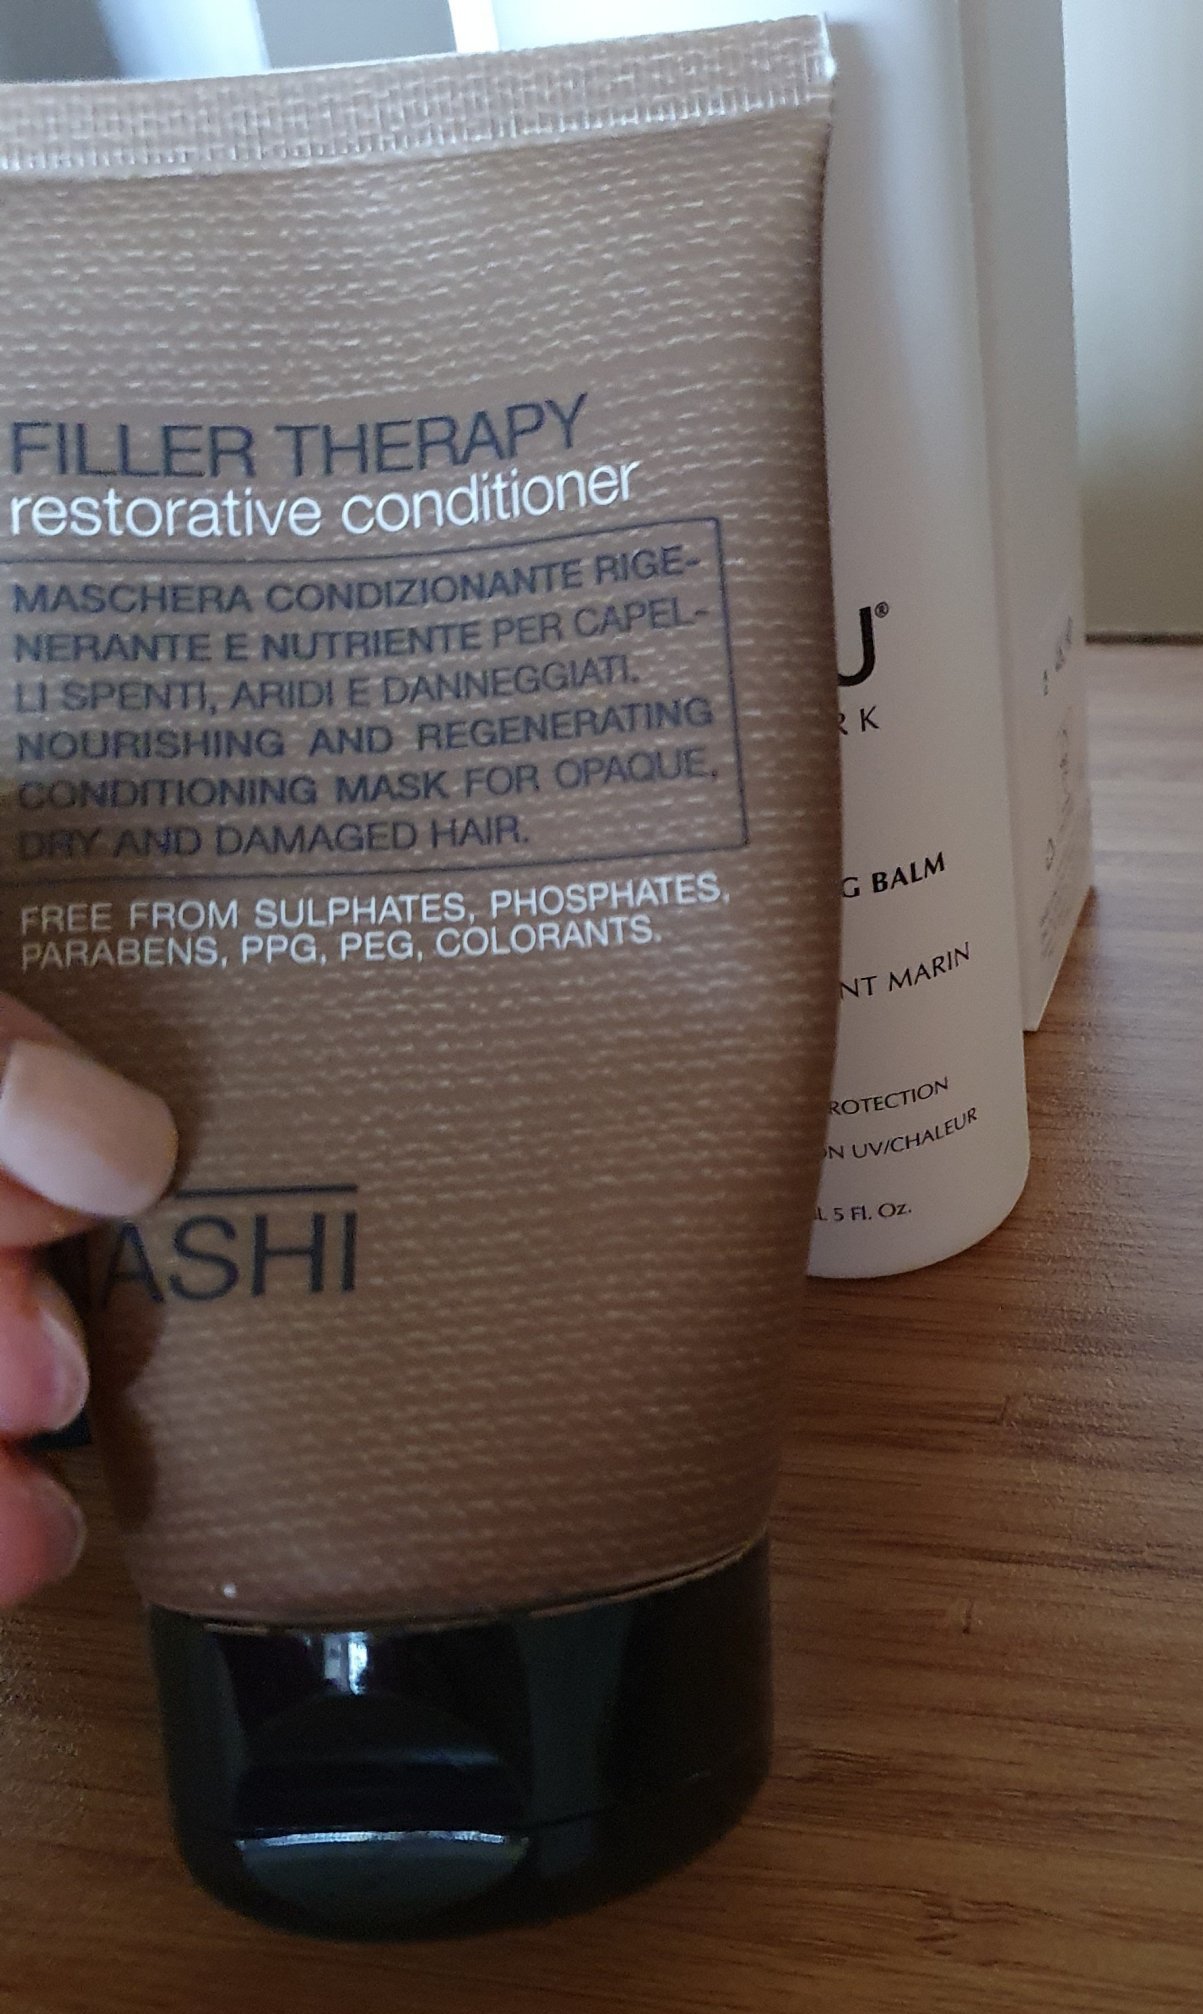 FILLER THERAPY
restorative conditioner
MASCHERA CONDIZIONANTE RIGE-
NERANTE E NUTRIENTE PER CAPEL-
LI SPENTI, ARIDI E DANNEGGIATI.
NOURISHING AND REGENERATING
CONDITIONING MASK FOR OPAQUE,
DRY AND DAMAGED HAIR.
FREE FROM SULPHATES, PHOSPHATES,
PARABENS, PPG, PEG, COLORANTS.
ASHI
U®
RK
G BALM
NT MARIN
ROTECTION
ON UV/CHALEUR
L 5 Fl. Oz.